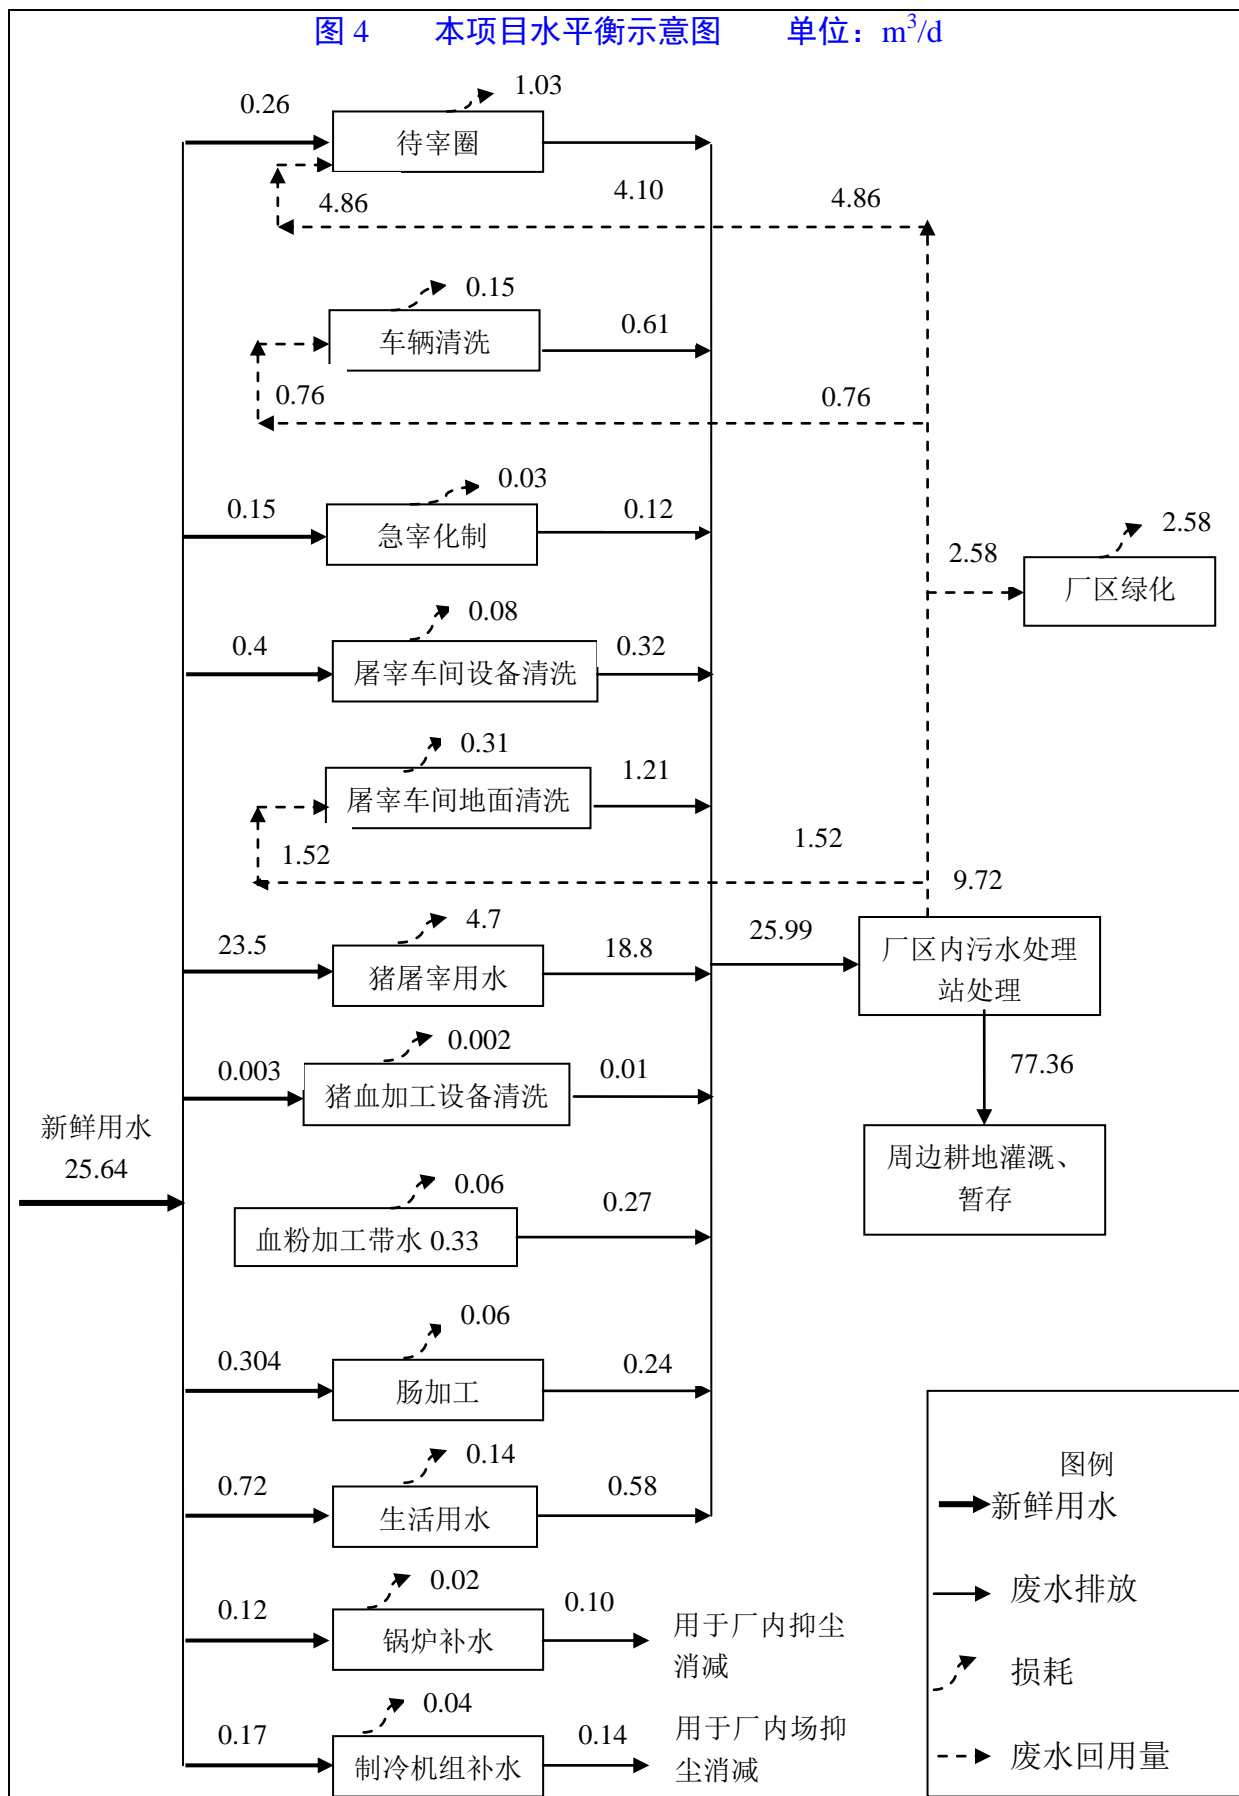 图 4 本项目水平衡示意图 单位：m³/d
1.03
0.26
待宰圈
4.10
4.86
4.86
0.15
0.61
车辆清洗
0.76
0.76
0.03
0.15
0.12
急宰化制
2.58
2.58
厂区绿化
0.08
0.4
0.32
屠宰车间设备清洗
0.31
1.21
屠宰车间地面清洗
1.52
1.52
9.72
4.7
23.5
18.8
25.99
猪屠宰用水
厂区内污水处理
站处理
0.002
0.003
0.01
猪血加工设备清洗
77.36
新鲜用水
25.64
周边耕地灌溉、
暂存
0.06
0.27
血粉加工带水 0.33
0.06
0.304
0.24
肠加工
0.14
0.72
0.58
生活用水
0.02
0.12
0.10
锅炉补水
用于厂内抑尘
消减
0.04
0.17
0.14
制冷机组补水
用于厂内场抑
尘消减
图例
新鲜用水
废水排放
损耗
废水回用量